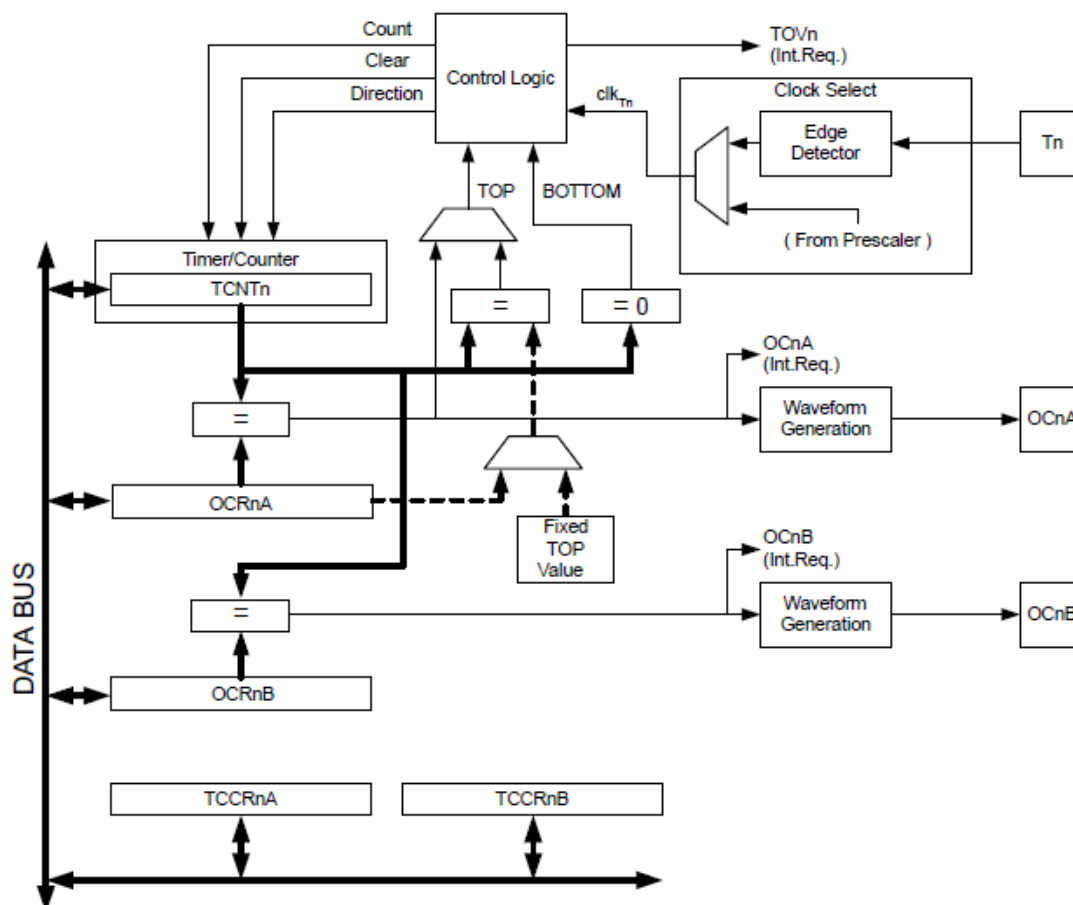 Count
Clear
Direction
Control Logic
TOVn
(Int.Req.)
clkTn
Clock Select
Edge
Detector
Tn
( From Prescaler )
TOP
BOTTOM
Timer/Counter
TCNTn
=
= 0
OCnA
(Int.Req.)
=
Waveform
Generation
OCnA
OCRnA
Fixed
TOP
Value
OCnB
(Int.Req.)
=
Waveform
Generation
OCnB
OCRnB
DATA BUS
TCCRnA
TCCRnB